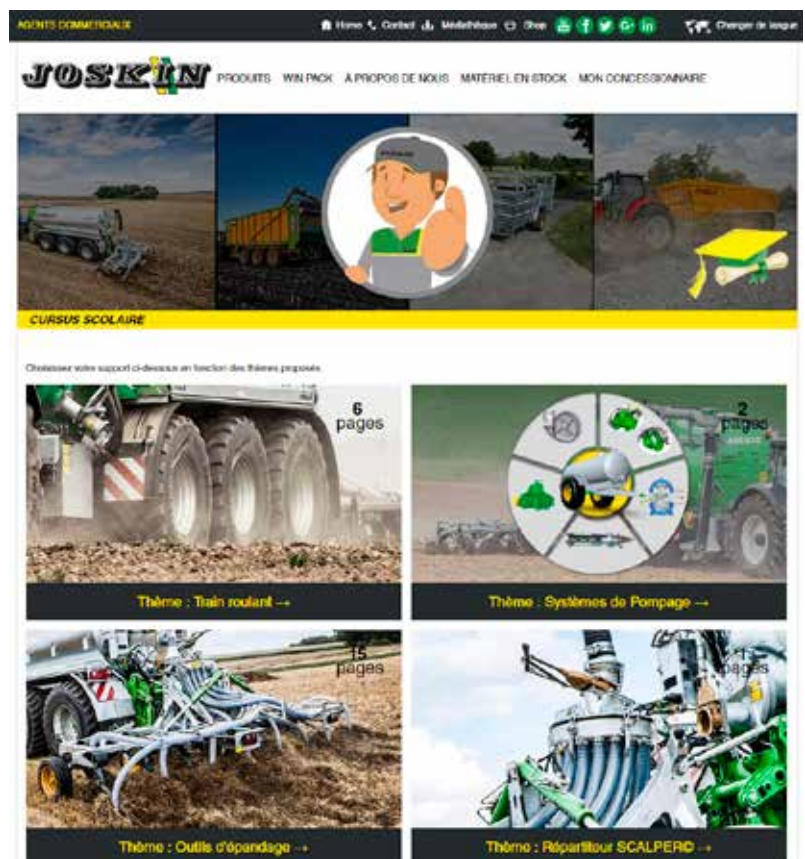 AGENTS COMMERCIAUX
Home Contact Médiathèque Shop Changer de langue
JOSKIN PRODUITS WIN PACK A PROPOS DE NOUS MATÉRIEL EN STOCK MON CONCESSIONNAIRE
CURSUS SCOLAIRE
Choisissez votre support ci-dessous en fonction des thèmes proposés.
6
pages
2
pages
Thème : Train roulant →
Thème : Systèmes de Pompage →
15
pages
pages
Thème : Outils d'épandage →
Thème : Répartiteur SCALPER© →